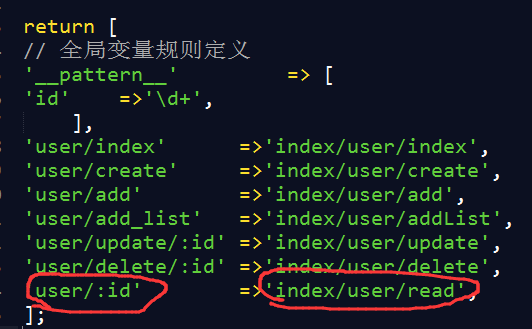 return [
// 全局变量规则定义
'__pattern__' => [
'id' =>'\d+',
],
'user/index' =>'index/user/index',
'user/create' =>'index/user/create',
'user/add' =>'index/user/add',
'user/add_list' =>'index/user/addList',
'user/update/:id' =>'index/user/update',
'user/delete/:id' =>'index/user/delete',
user/:id' =>'index/user/read',
];